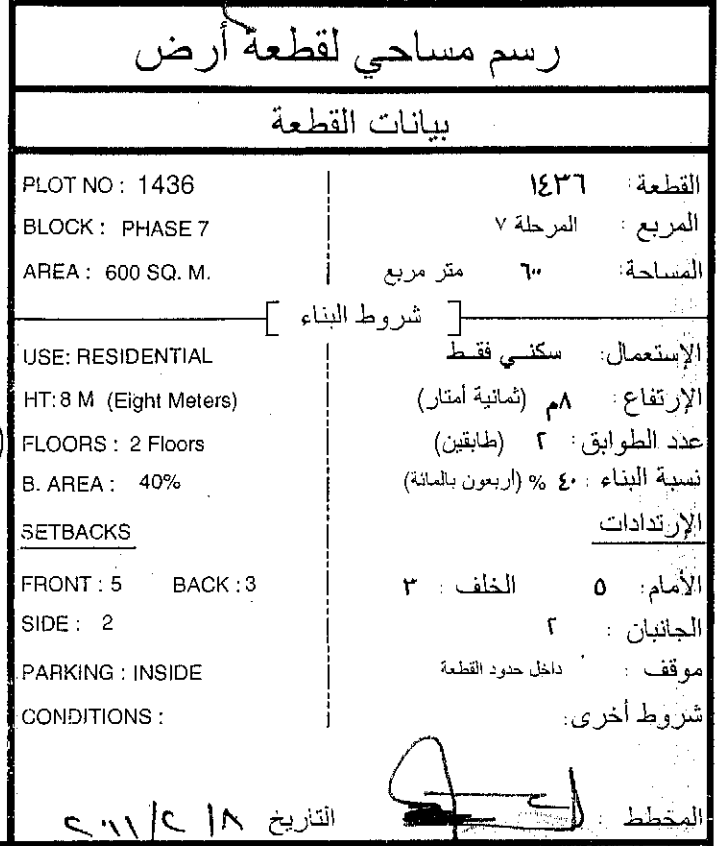 رسم مساحي لقطعة أرض
بيانات القطعة
PLOT NO : 1436 القطعة : ١٤٣٦
BLOCK : PHASE 7 المربع : المرحلة ٧
AREA : 600 SQ. M. المساحة: ٦٠٠ متر مربع
[ شروط البناء ]
USE: RESIDENTIAL الإستعمال: سكني فقط
HT: 8 M (Eight Meters) الإرتفاع : ٨م (ثمانية أمتار)
FLOORS : 2 Floors عدد الطوابق : ٢ (طابقين)
B. AREA : 40% نسبة البناء : ٤٠ % (اربعون بالمائة)
SETBACKS الإرتدادات
FRONT : 5 BACK : 3 الأمام: ٥ الخلف : ٣
SIDE : 2 الجانبان : ٢
PARKING : INSIDE موقف : داخل حدود القطعة
CONDITIONS : شروط أخرى:
المخطط : التاريخ ٨/ ٢/ ٢٠١١